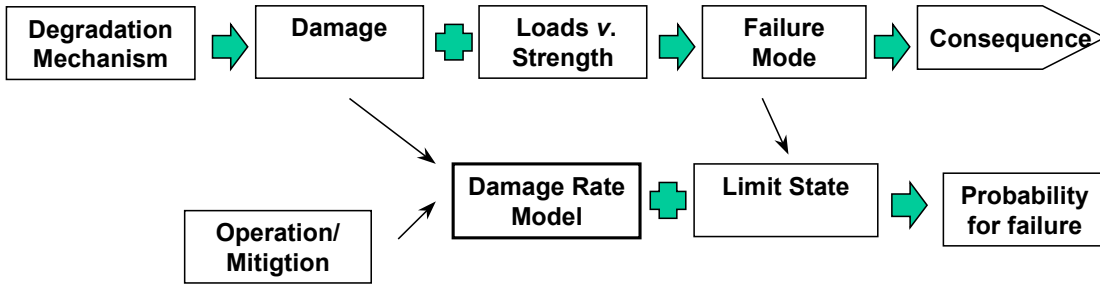 Degradation
Mechanism
Damage
Loads v.
Strength
Failure
Mode
Consequence
Damage Rate
Model
Limit State
Probability
for failure
Operation/
Mitigtion